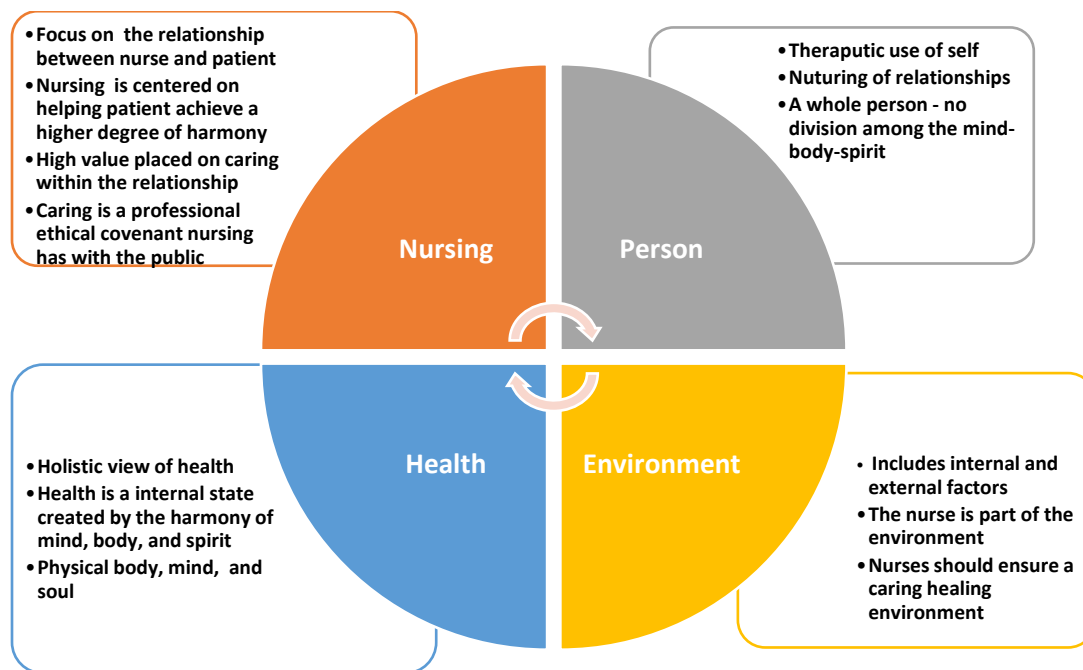 •Focus on the relationship
between nurse and patient
•Nursing is centered on
helping patient achieve a
higher degree of harmony
•High value placed on caring
within the relationship
•Caring is a professional
ethical covenant nursing
has with the public
•Theraputic use of self
•Nuturing of relationships
•A whole person - no
division among the mind-
body-spirit
Nursing
Person
Health
Environment
•Holistic view of health
•Health is a internal state
created by the harmony of
mind, body, and spirit
•Physical body, mind, and
soul
• Includes internal and
external factors
•The nurse is part of the
environment
•Nurses should ensure a
caring healing
environment